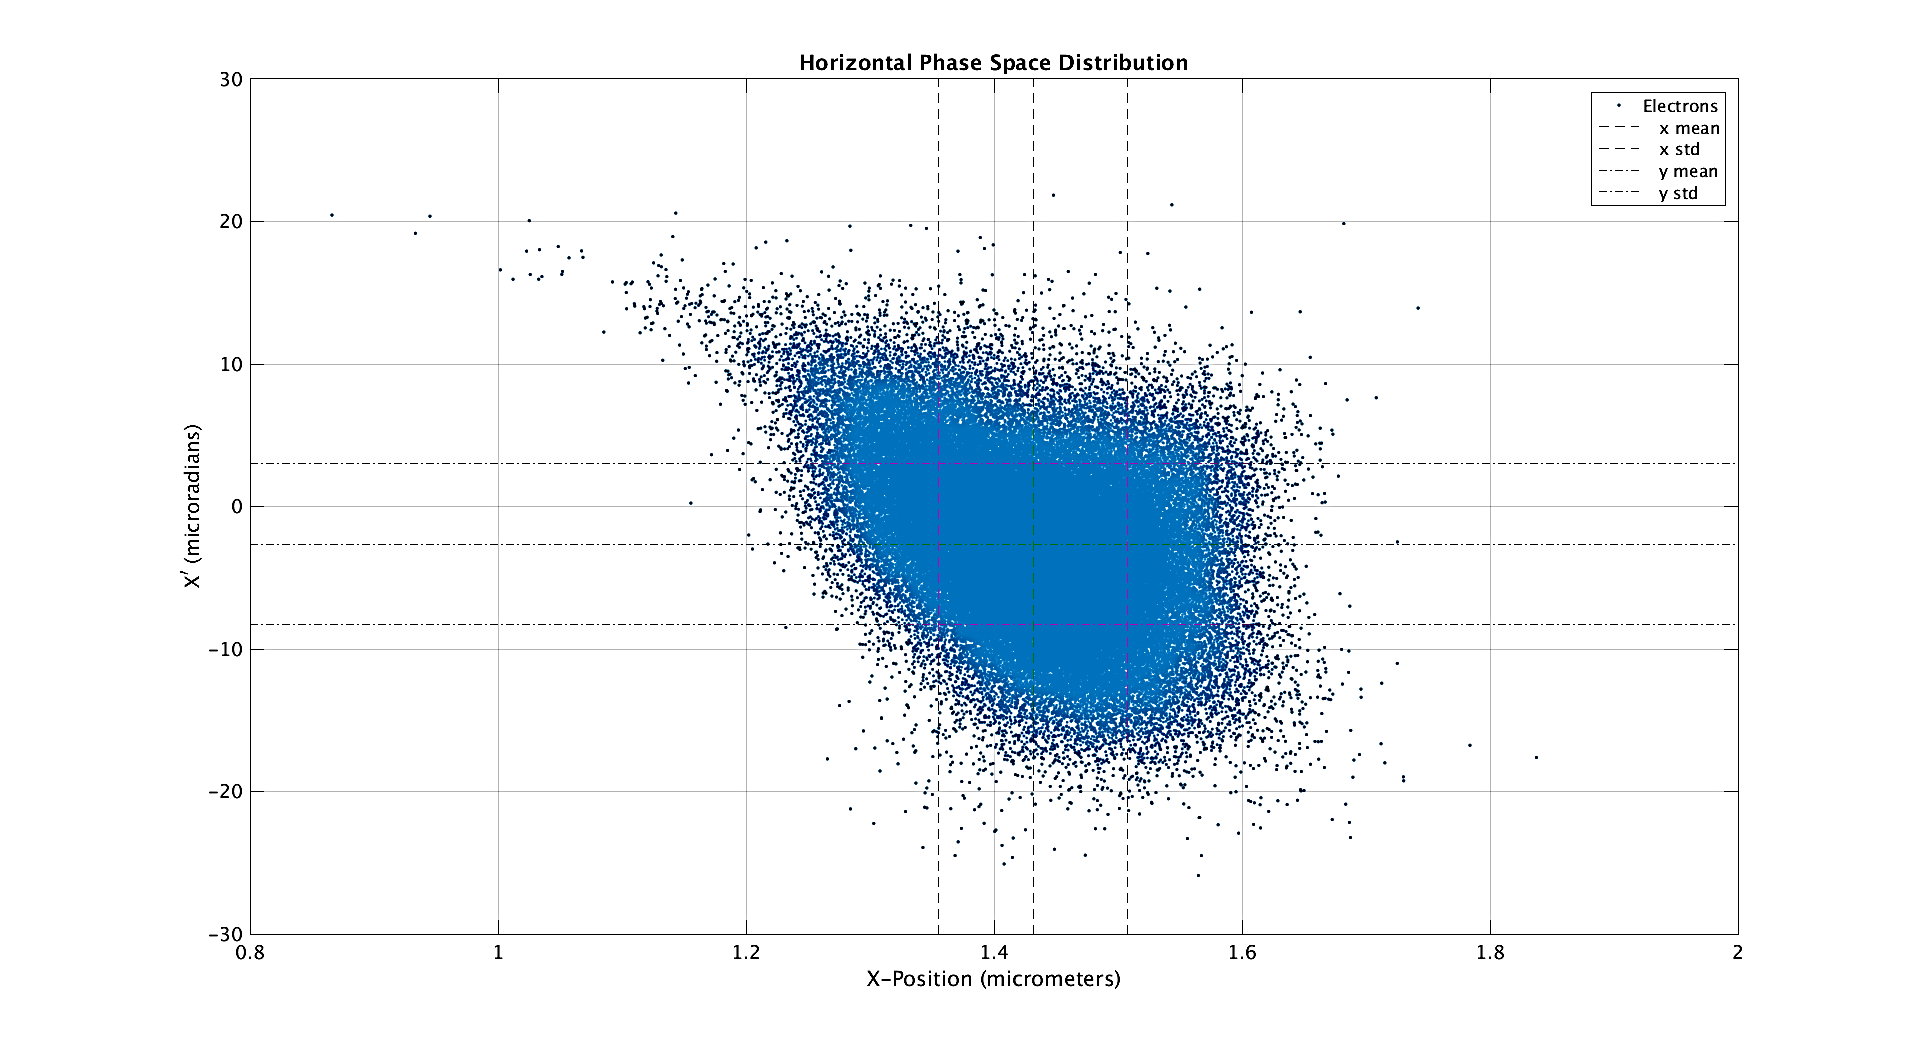 Horizontal Phase Space Distribution
30
20
10
0
−10
−20
−30
X′ (microradians)
Electrons
x mean
x std
y mean
y std
0.8 1 1.2 1.4 1.6 1.8 2
X−Position (micrometers)